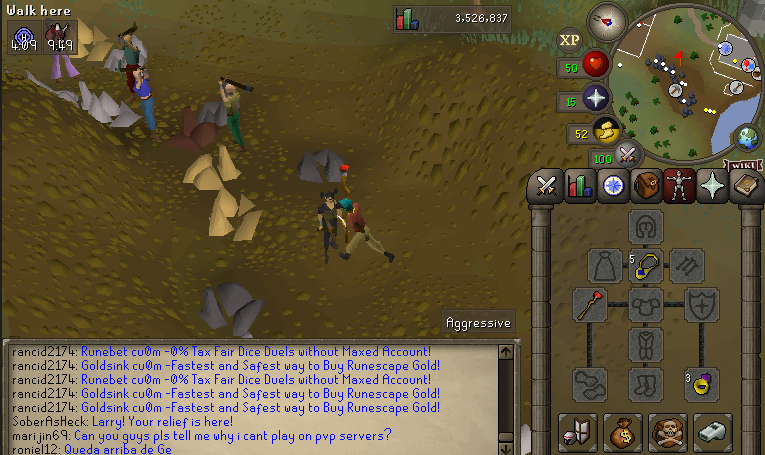 Walk here
3,526,837
4:09 9:49
XP
50
15
52
100
WIKI
5
3
Aggressive
rancid2174: Runebet cu0m -0% Tax Fair Dice Duels without Maxed Account!
rancid2174: Goldsink cu0m -Fastest and Safest way to Buy Runescape Gold!
rancid2174: Runebet cu0m -0% Tax Fair Dice Duels without Maxed Account!
rancid2174: Goldsink cu0m -Fastest and Safest way to Buy Runescape Gold!
rancid2174: Goldsink cu0m -Fastest and Safest way to Buy Runescape Gold!
SoberAsHeck: Larry! Your relief is here!
marijin69: Can you guys pls tell me why i cant play on pvp servers?
roniel12: Queda arriba de Ge